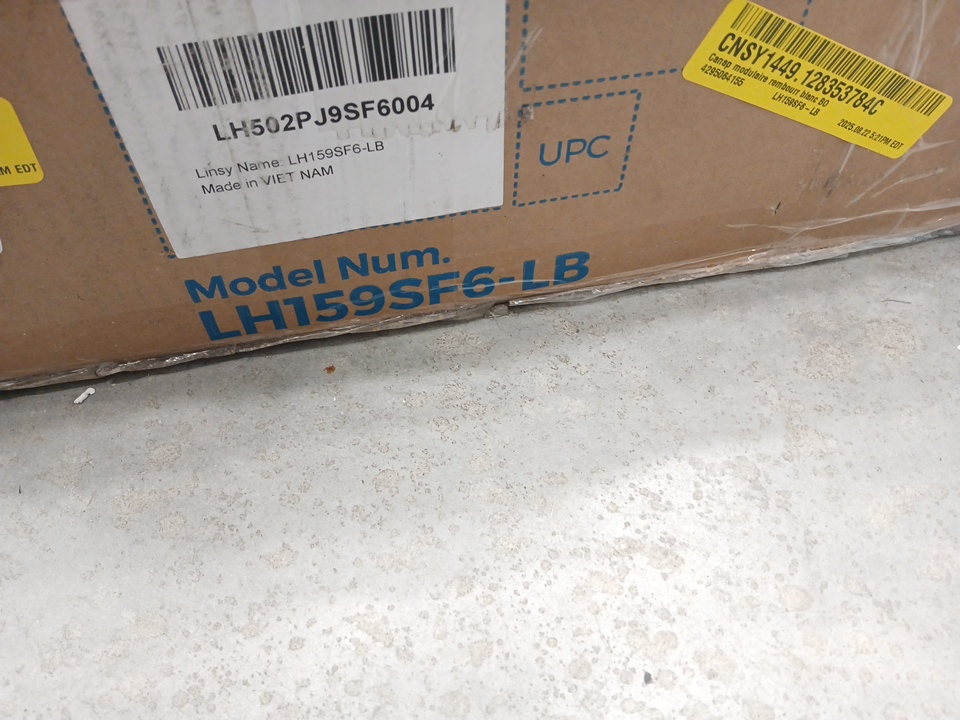 LH502PJ9SF6004
Linsy Name: LH159SF6-LB
Made in VIET NAM
Model Num.
LH159SF6-LB
UPC
CNSY1449.128353784C
Canap modulaire rembourr blanc BO
4295064155
LH159SF6-LB
2025.08.22 5:21PM EDT
M EDT